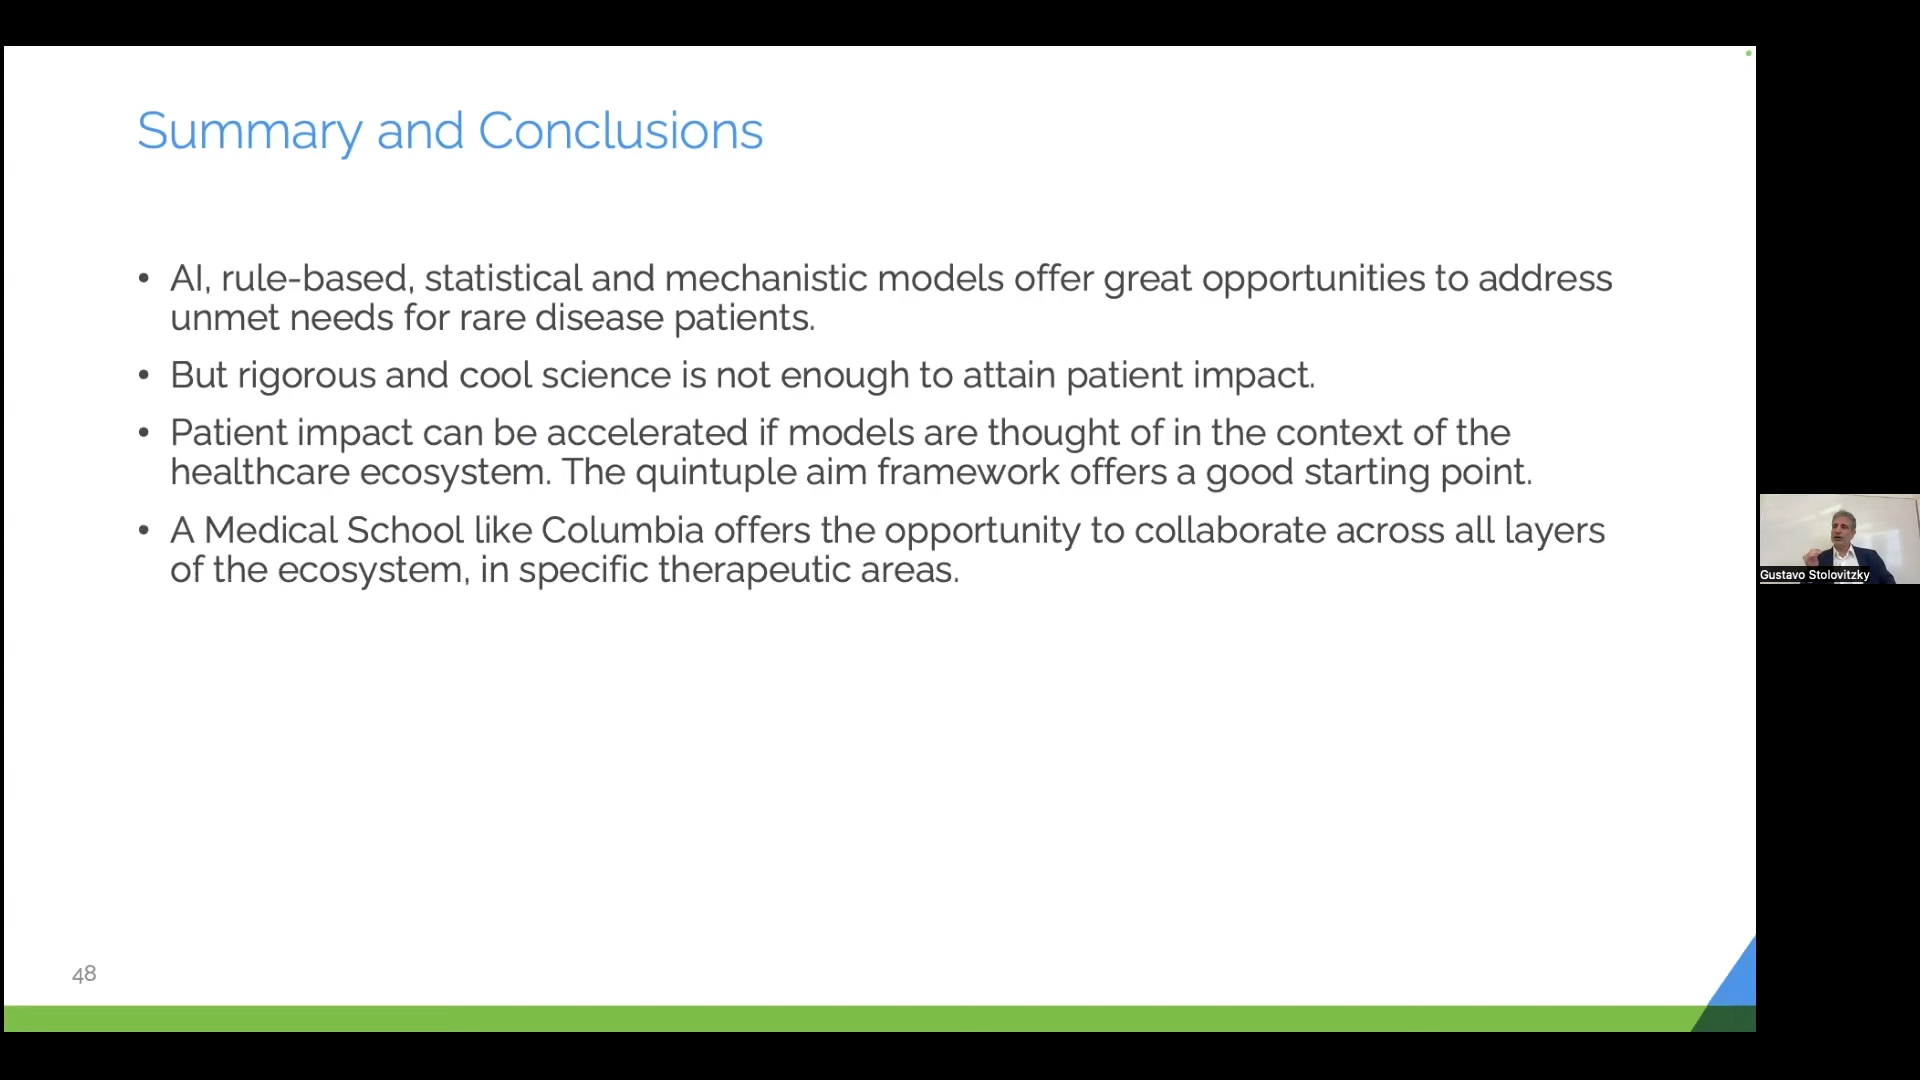 Summary and Conclusions
• AI, rule-based, statistical and mechanistic models offer great opportunities to address
unmet needs for rare disease patients.
• But rigorous and cool science is not enough to attain patient impact.
• Patient impact can be accelerated if models are thought of in the context of the
healthcare ecosystem. The quintuple aim framework offers a good starting point.
• A Medical School like Columbia offers the opportunity to collaborate across all layers
of the ecosystem, in specific therapeutic areas.
Gustavo Stolovitzky
48